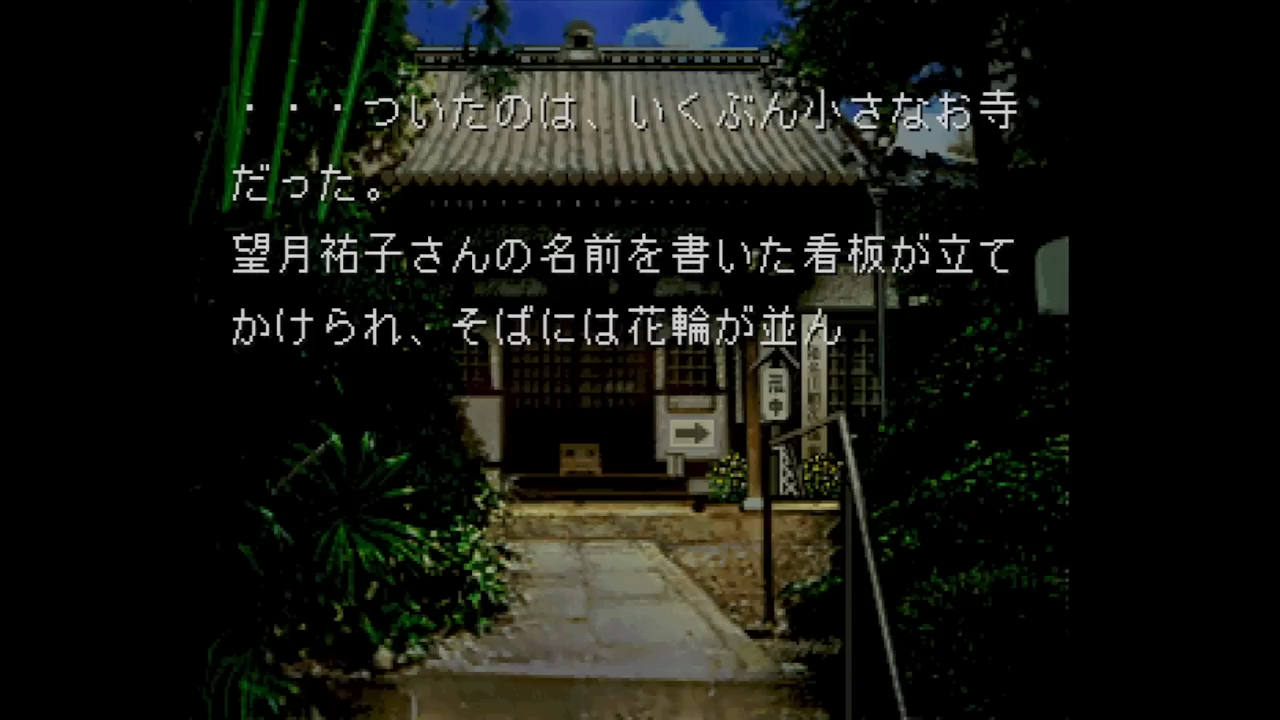 ・・・ついたのは、いくぶん小さなお寺
だった。
望月祐子さんの名前を書いた看板が立て
かけられ、そばには花輪が並ん
忌中